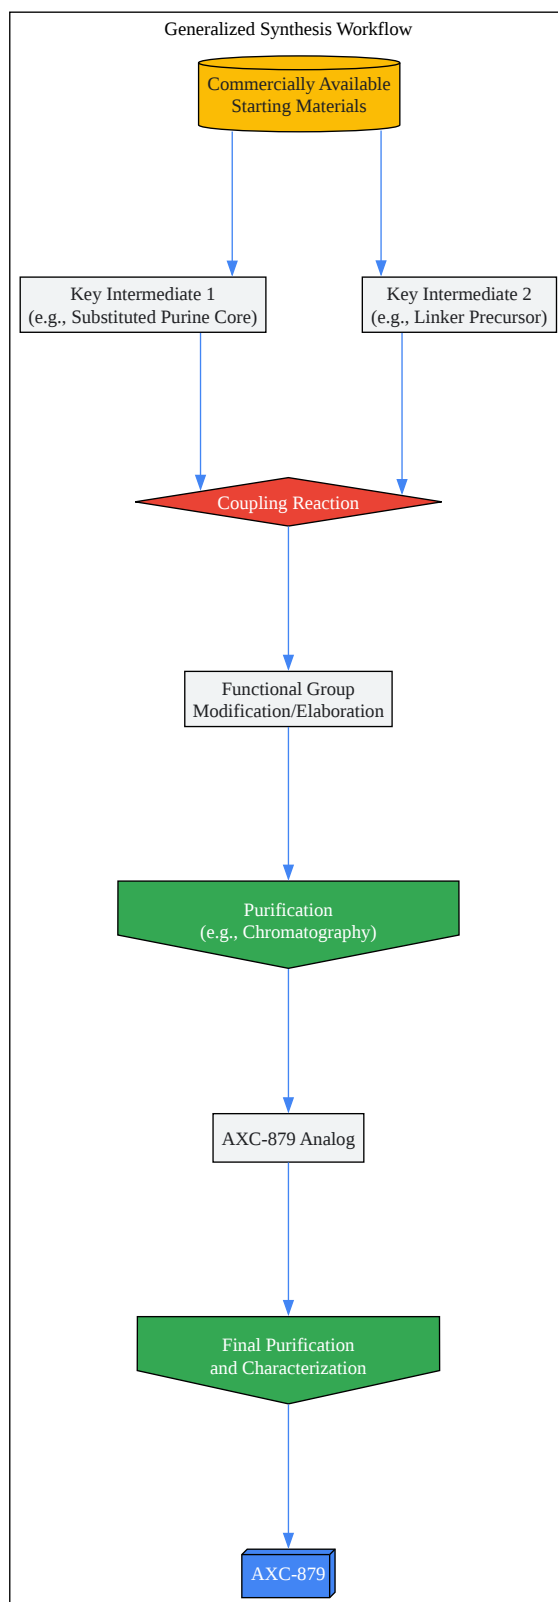 Generalized Synthesis Workflow
Commercially Available
Starting Materials
Key Intermediate 1
(e.g., Substituted Purine Core)
Key Intermediate 2
(e.g., Linker Precursor)
Coupling Reaction
Functional Group
Modification/Elaboration
Purification
(e.g., Chromatography)
AXC-879 Analog
Final Purification
and Characterization
AXC-879